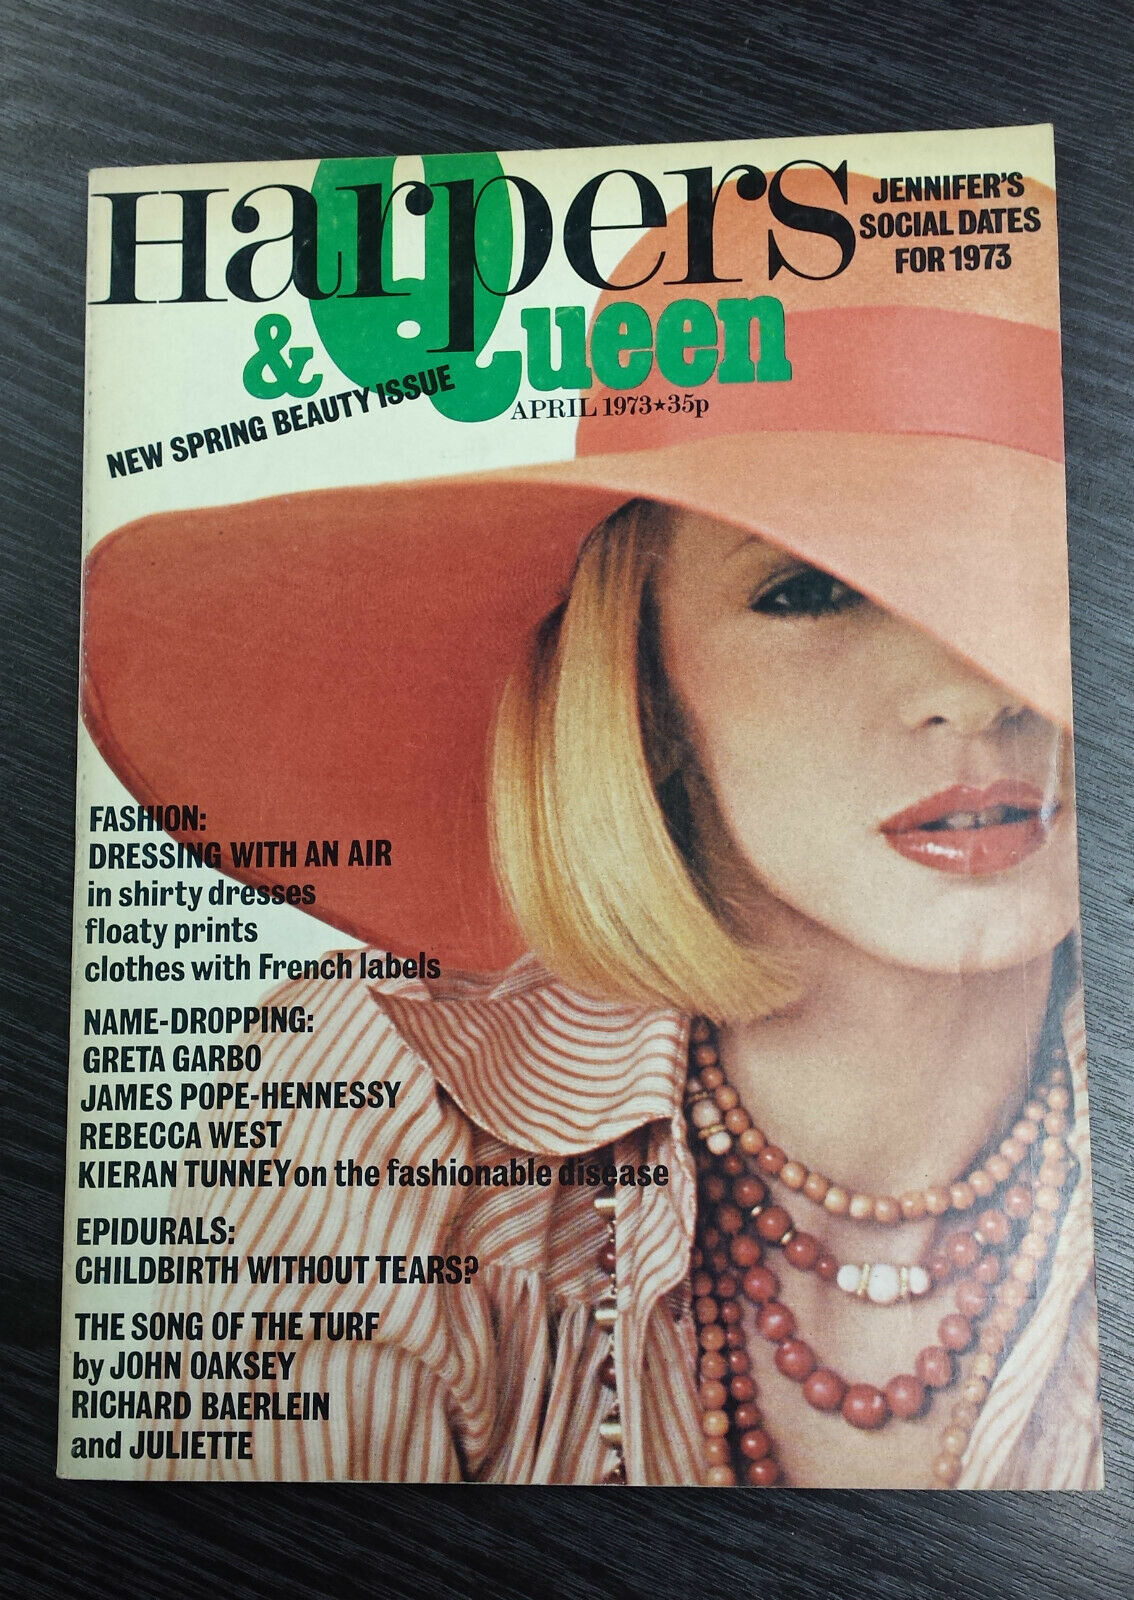 Harpers
& Queen
JENNIFER'S
SOCIAL DATES
FOR 1973
NEW SPRING BEAUTY ISSUE
APRIL 1973★35p
FASHION:
DRESSING WITH AN AIR
in shirty dresses
floaty prints
clothes with French labels
NAME-DROPPING:
GRETA GARBO
JAMES POPE-HENNESSY
REBECCA WEST
KIERAN TUNNEY on the fashionable disease
EPIDURALS:
CHILDBIRTH WITHOUT TEARS?
THE SONG OF THE TURF
by JOHN OAKSEY
RICHARD BAERLEIN
and JULIETTE